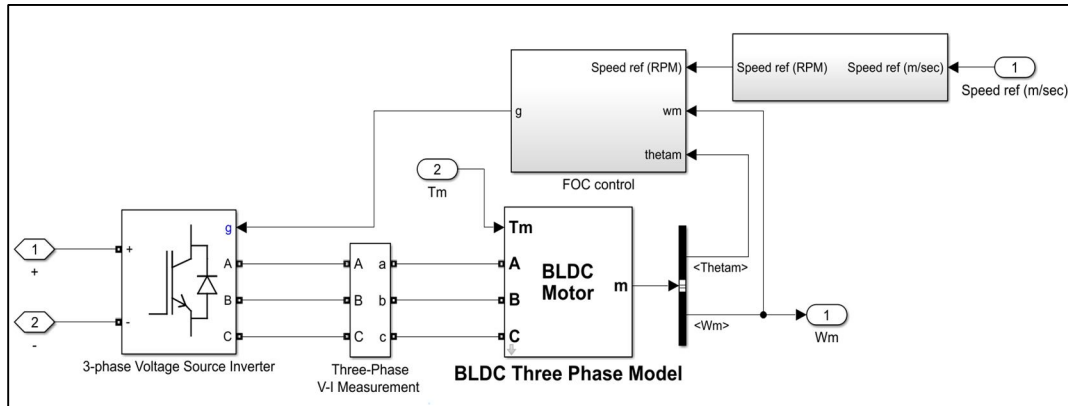 Speed ref (RPM)
Speed ref (RPM)
Speed ref (m/sec)
1
Speed ref (m/sec)
g
wm
thetam
FOC control
2
Tm
g
1
+
+
A
B
C
2
-
-
3-phase Voltage Source Inverter
A
a
B
b
C
c
Three-Phase
V-I Measurement
Tm
A
B
C
BLDC
Motor
m
BLDC Three Phase Model
<Thetam>
<Wm>
1
Wm